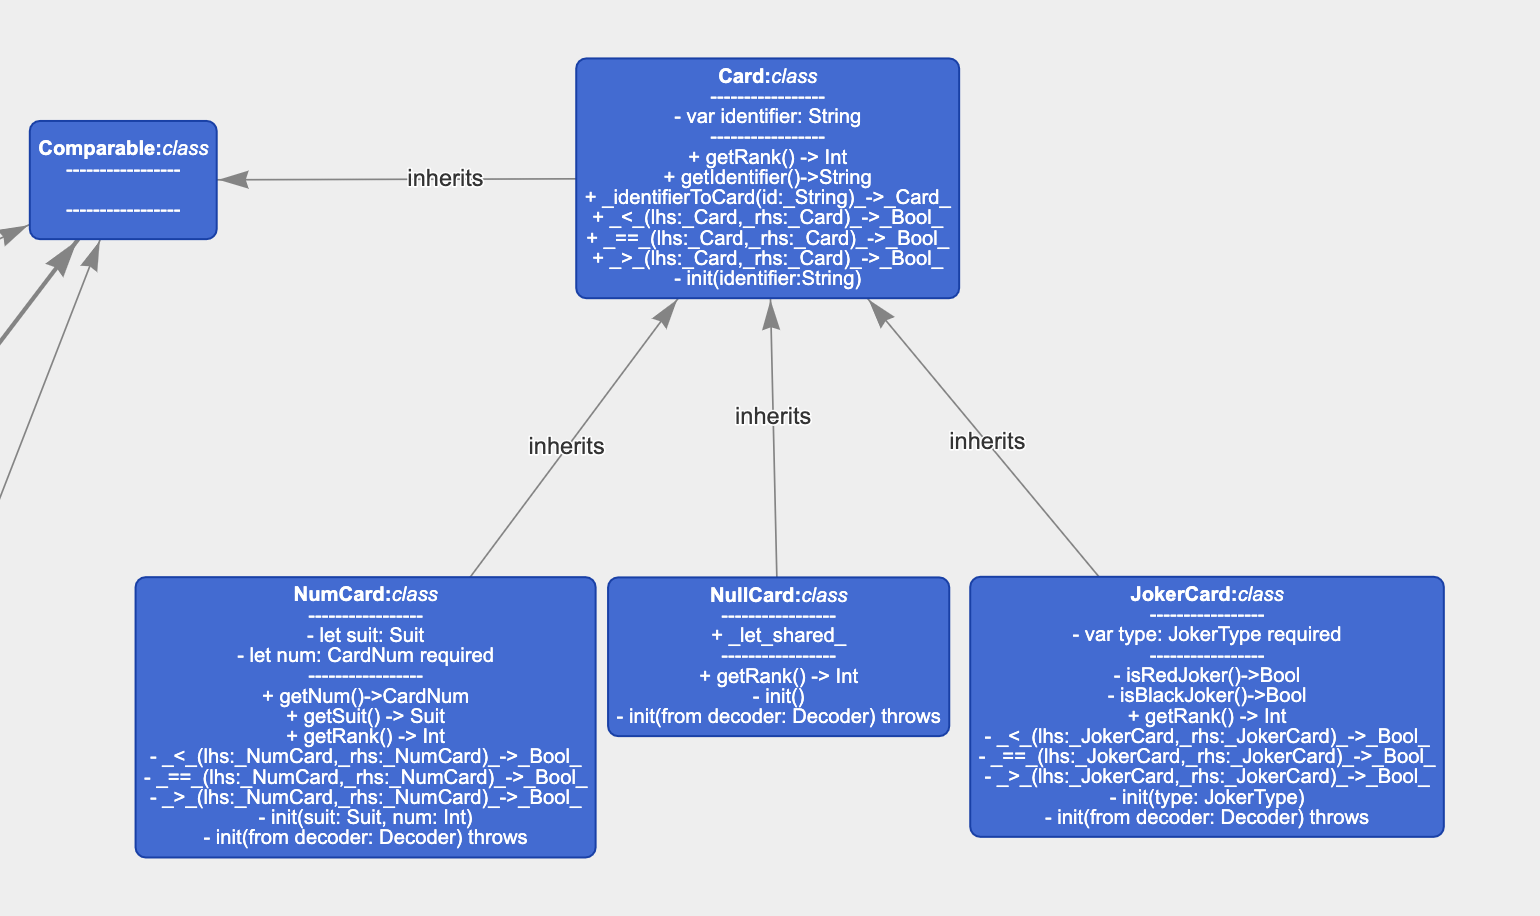 Card:class
-----------------
- var identifier: String
-----------------
+ getRank() -> Int
+ getIdentifier()->String
+ _identifierToCard(id:_String)_->_Card_
+ _<_(lhs:_Card,_rhs:_Card)_->_Bool_
+ _==_(lhs:_Card,_rhs:_Card)_->_Bool_
+ _>_(lhs:_Card,_rhs:_Card)_->_Bool_
- init(identifier:String)
Comparable:class
-----------------
-----------------
inherits
inherits
inherits
inherits
NumCard:class
-----------------
- let suit: Suit
- let num: CardNum required
-----------------
+ getNum()->CardNum
+ getSuit() -> Suit
+ getRank() -> Int
- _<_(lhs:_NumCard,_rhs:_NumCard)_->_Bool_
- _==_(lhs:_NumCard,_rhs:_NumCard)_->_Bool_
- _>_(lhs:_NumCard,_rhs:_NumCard)_->_Bool_
- init(suit: Suit, num: Int)
- init(from decoder: Decoder) throws
NullCard:class
-----------------
+ _let_shared_
-----------------
+ getRank() -> Int
- init()
- init(from decoder: Decoder) throws
JokerCard:class
-----------------
- var type: JokerType required
-----------------
- isRedJoker()->Bool
- isBlackJoker()->Bool
+ getRank() -> Int
- _<_(lhs:_JokerCard,_rhs:_JokerCard)_->_Bool_
- _==_(lhs:_JokerCard,_rhs:_JokerCard)_->_Bool_
- _>_(lhs:_JokerCard,_rhs:_JokerCard)_->_Bool_
- init(type: JokerType)
- init(from decoder: Decoder) throws